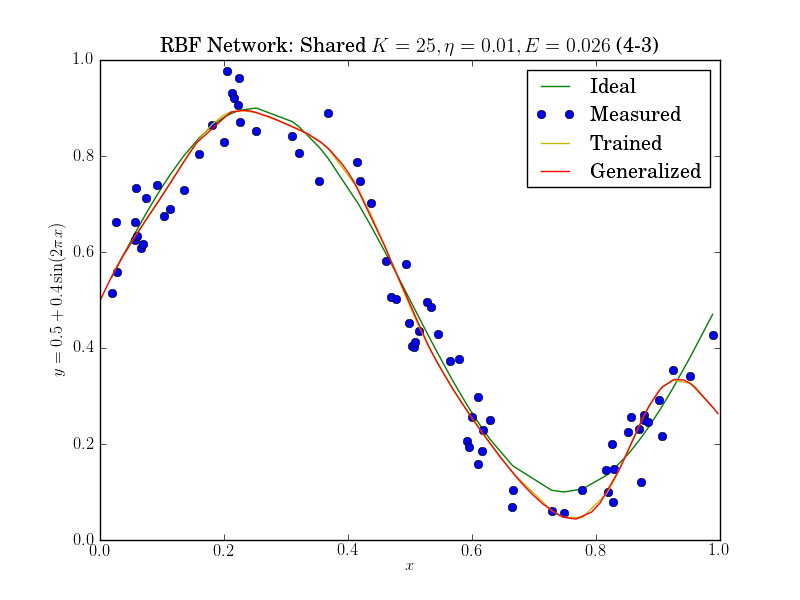 RBF Network: Shared K = 25, η = 0.01, E = 0.026 (4-3)
Ideal
Measured
Trained
Generalized
y = 0.5 + 0.4 sin(2πx)
1.0
0.8
0.6
0.4
0.2
0.0
0.0 0.2 0.4 0.6 0.8 1.0
x